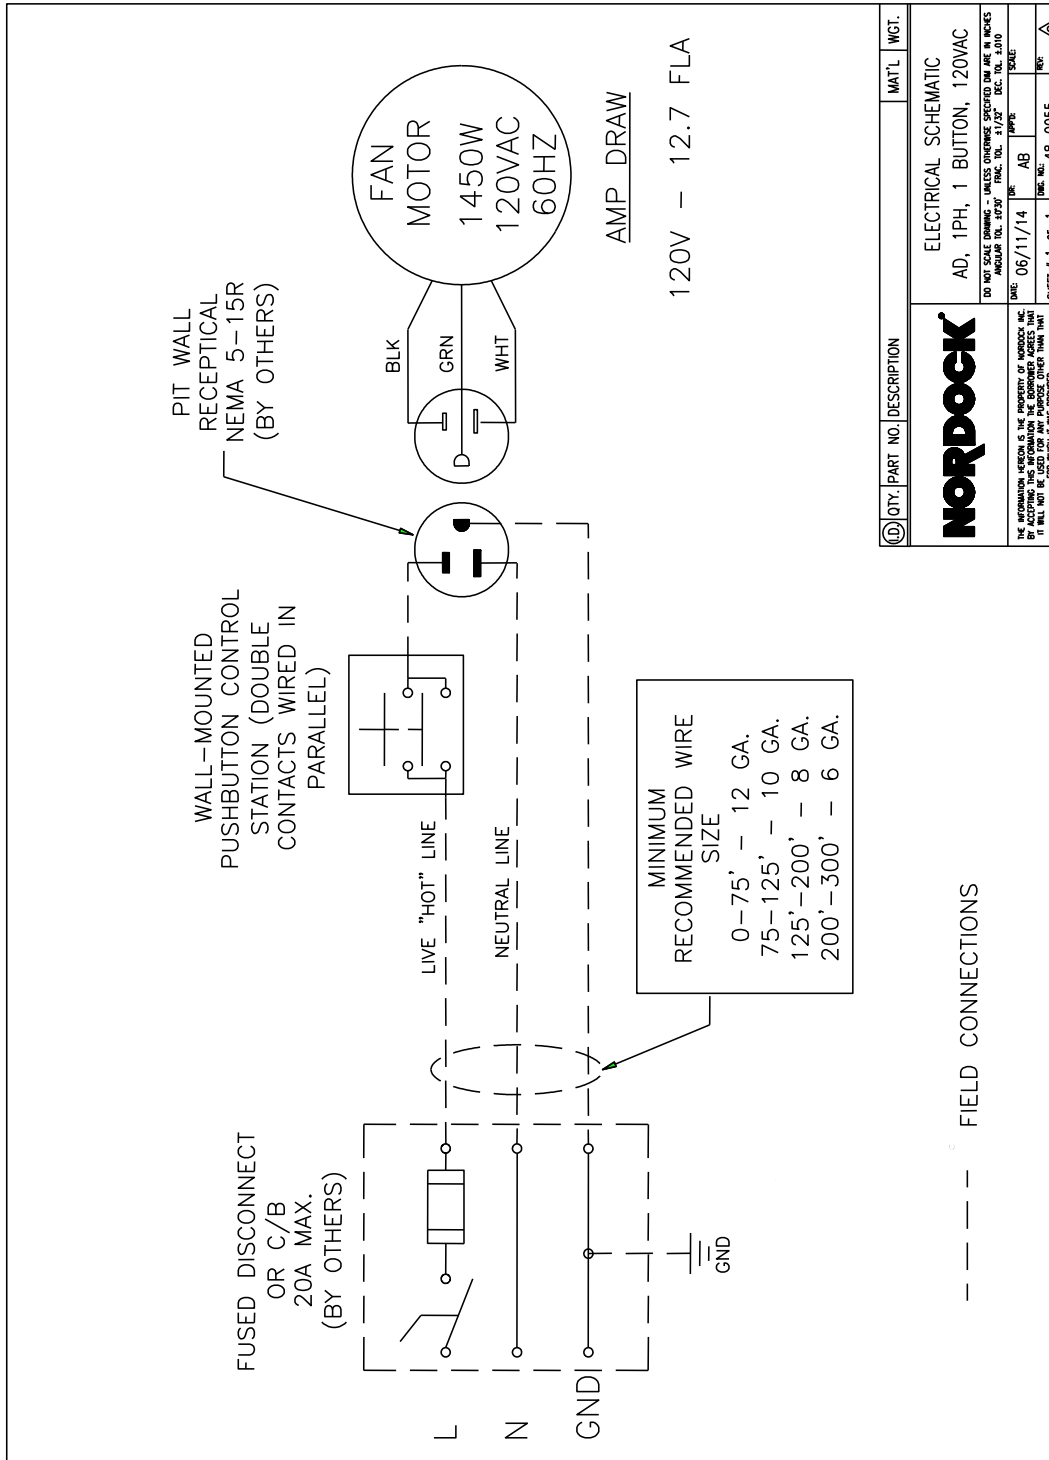 FUSED DISCONNECT
OR C/B
20A MAX.
(BY OTHERS)
WALL-MOUNTED
PUSHBUTTON CONTROL
STATION (DOUBLE
CONTACTS WIRED IN
PARALLEL)
PIT WALL
RECEPTICAL
NEMA 5-15R
(BY OTHERS)
L
N
GND
GND
LIVE "HOT" LINE
NEUTRAL LINE
BLK
GRN
WHT
FAN
MOTOR
1450W
120VAC
60HZ
AMP DRAW
120V - 12.7 FLA
MINIMUM
RECOMMENDED WIRE
SIZE
0-75' - 12 GA.
75-125' - 10 GA.
125'-200' - 8 GA.
200'-300' - 6 GA.
FIELD CONNECTIONS
I.D. QTY. PART NO. DESCRIPTION MAT'L WGT.
NORDOCK
ELECTRICAL SCHEMATIC
AD, 1PH, 1 BUTTON, 120VAC
DO NOT SCALE DRAWING - UNLESS OTHERWISE SPECIFIED DIM ARE IN INCHES
ANGULAR TOL. ±0°30' FRAC. TOL. ±1/32" DEC. TOL. ±.010
DATE: 06/11/14 DR: AB APP'D: SCALE:
DWG. NO.: REV:
THE INFORMATION HEREON IS THE PROPERTY OF NORDOCK INC.
BY ACCEPTING THIS INFORMATION THE BORROWER AGREES THAT
IT WILL NOT BE USED FOR ANY PURPOSE OTHER THAN THAT